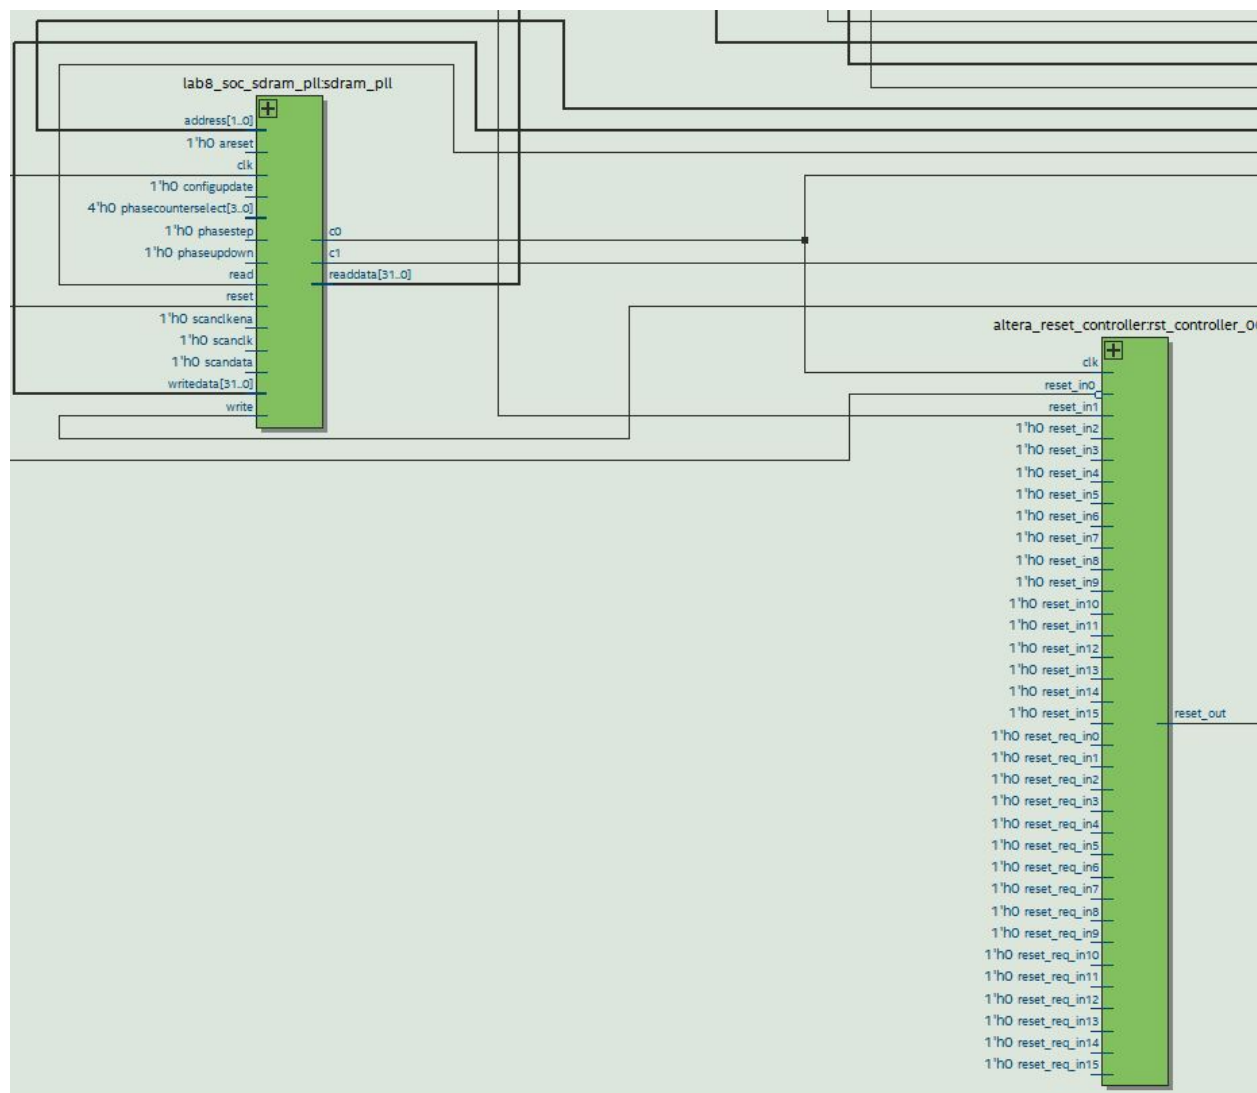 lab8_soc_sdram_pll:sdram_pll
address[1..0]
1'h0 areset
clk
1'h0 configupdate
4'h0 phasecounterselect[3..0]
1'h0 phasestep
c0
1'h0 phaseupdown
c1
read
readdata[31..0]
reset
1'h0 scanclkena
1'h0 scanclk
1'h0 scandata
writedata[31..0]
write
altera_reset_controller:rst_controller_0
clk
reset_in0
reset_in1
1'h0 reset_in2
1'h0 reset_in3
1'h0 reset_in4
1'h0 reset_in5
1'h0 reset_in6
1'h0 reset_in7
1'h0 reset_in8
1'h0 reset_in9
1'h0 reset_in10
1'h0 reset_in11
1'h0 reset_in12
1'h0 reset_in13
1'h0 reset_in14
1'h0 reset_in15
reset_out
1'h0 reset_req_in0
1'h0 reset_req_in1
1'h0 reset_req_in2
1'h0 reset_req_in3
1'h0 reset_req_in4
1'h0 reset_req_in5
1'h0 reset_req_in6
1'h0 reset_req_in7
1'h0 reset_req_in8
1'h0 reset_req_in9
1'h0 reset_req_in10
1'h0 reset_req_in11
1'h0 reset_req_in12
1'h0 reset_req_in13
1'h0 reset_req_in14
1'h0 reset_req_in15